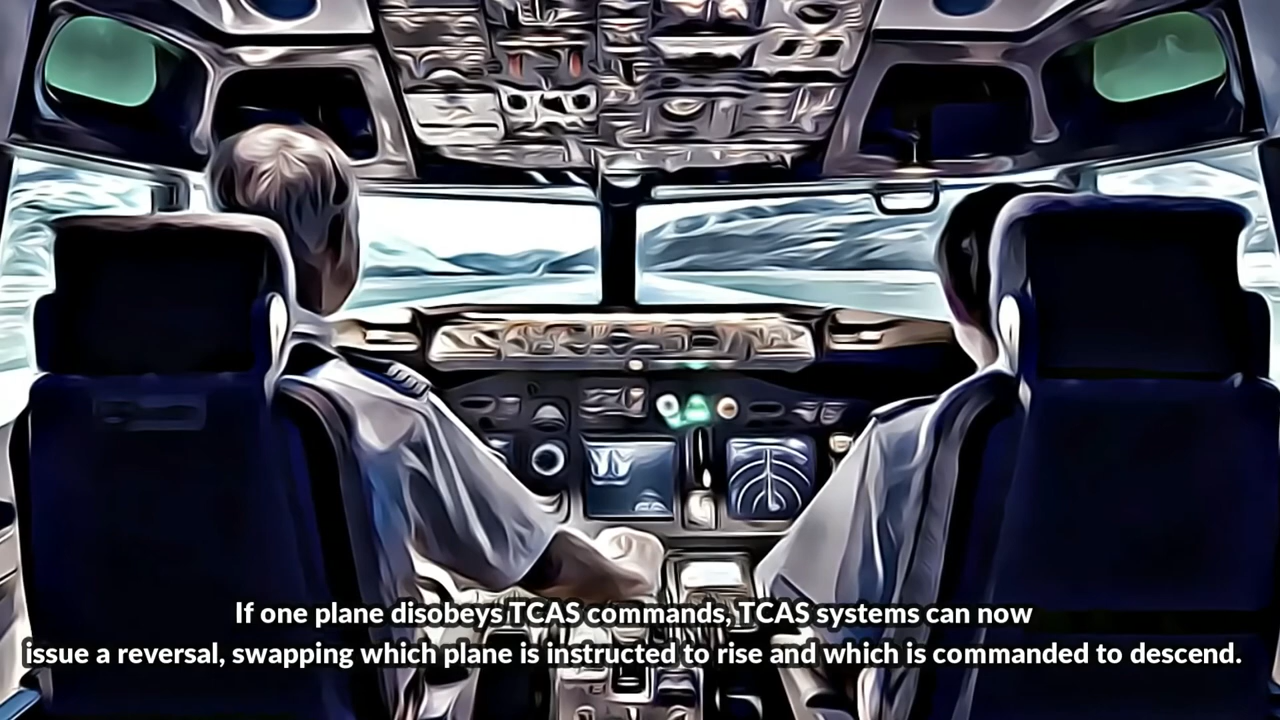 If one plane disobeys TCAS commands, TCAS systems can now
issue a reversal, swapping which plane is instructed to rise and which is commanded to descend.